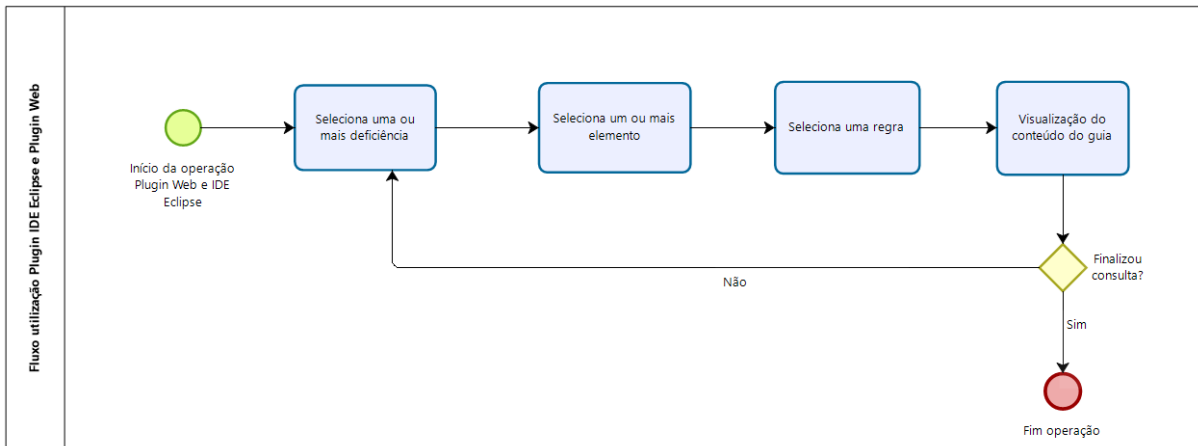 Fluxo utilização Plugin IDE Eclipse e Plugin Web
Início da operação
Plugin Web e IDE
Eclipse
Seleciona uma ou
mais deficiência
Seleciona um ou mais
elemento
Seleciona uma regra
Visualização do
conteúdo do guia
Finalizou
consulta?
Não
Sim
Fim operação